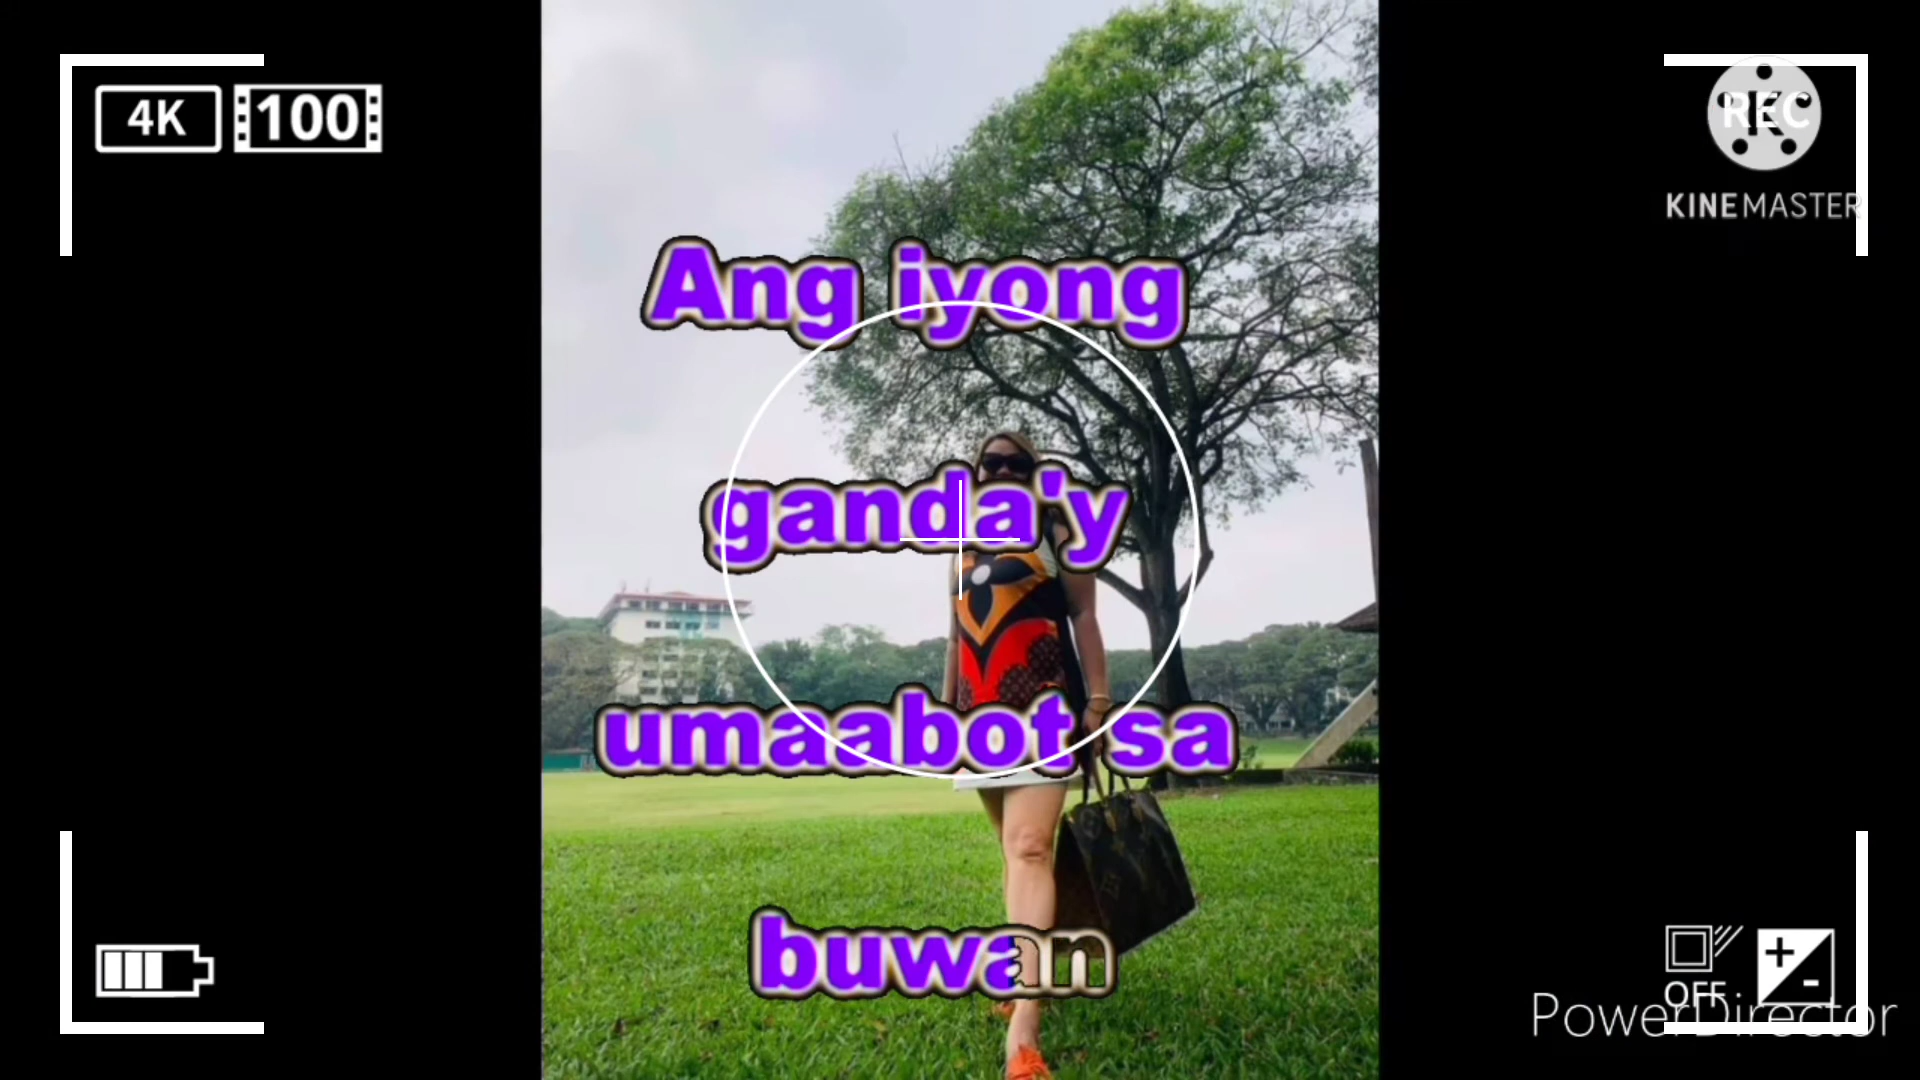 4K 100
REC
KINEMASTER
Ang iyong
ganda'y
umaabot sa
buwan
OFF
PowerDirector